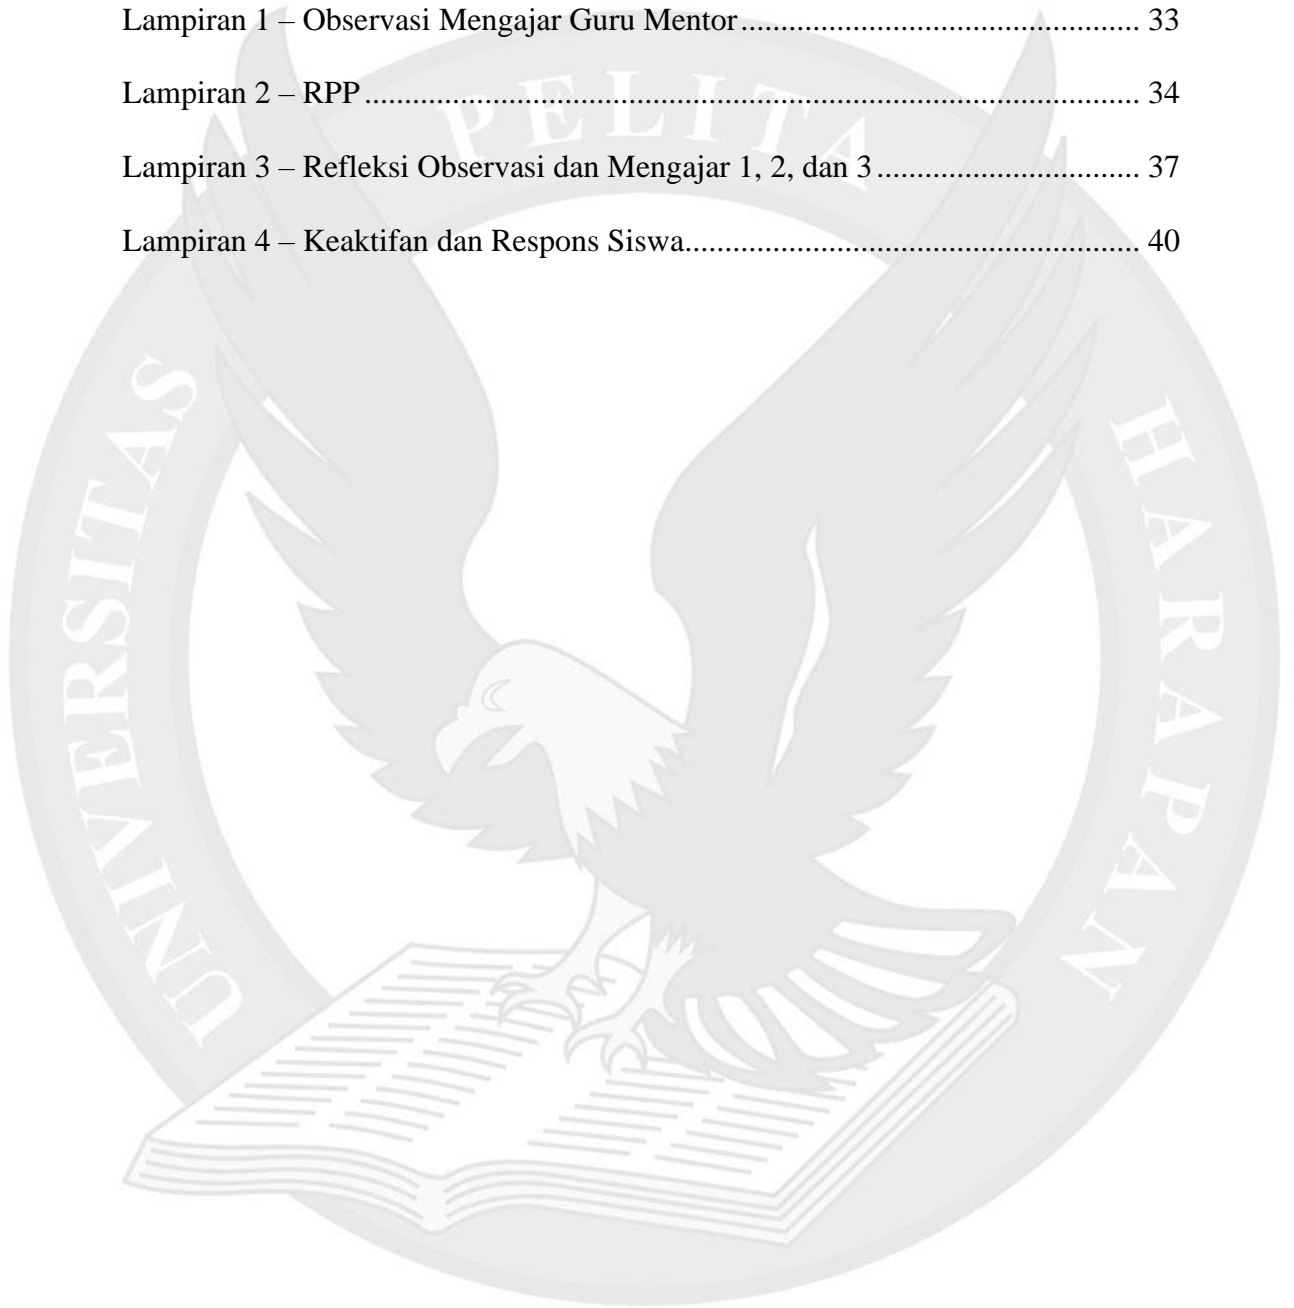 Lampiran 1 – Observasi Mengajar Guru Mentor.................................................. 33
Lampiran 2 – RPP................................................................................................. 34
Lampiran 3 – Refleksi Observasi dan Mengajar 1, 2, dan 3................................. 37
Lampiran 4 – Keaktifan dan Respons Siswa......................................................... 40
UNIVERSITAS PELITA HARAPAN